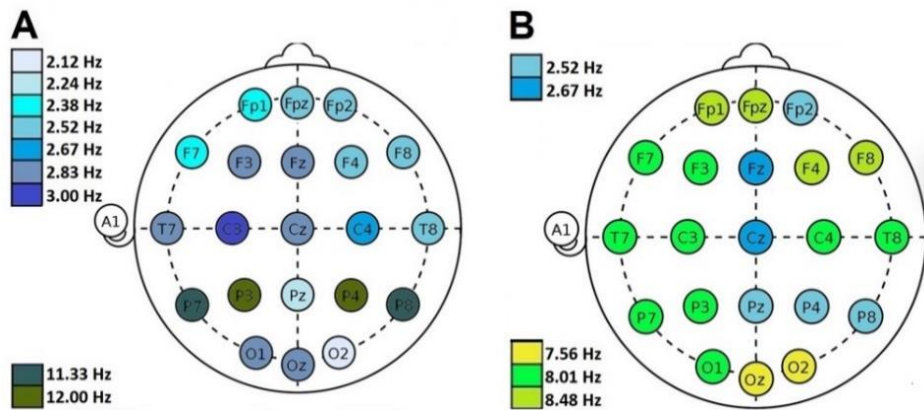 A
2.12 Hz
2.24 Hz
2.38 Hz
2.52 Hz
2.67 Hz
2.83 Hz
3.00 Hz
Fp1 Fpz Fp2
F7 F3 Fz F4 F8
A1 T7 C3 Cz C4 T8
P7 P3 Pz P4 P8
O1 Oz O2
11.33 Hz
12.00 Hz
B
2.52 Hz
2.67 Hz
Fp1 Fpz Fp2
F7 F3 Fz F4 F8
A1 T7 C3 Cz C4 T8
P7 P3 Pz P4 P8
O1 Oz O2
7.56 Hz
8.01 Hz
8.48 Hz